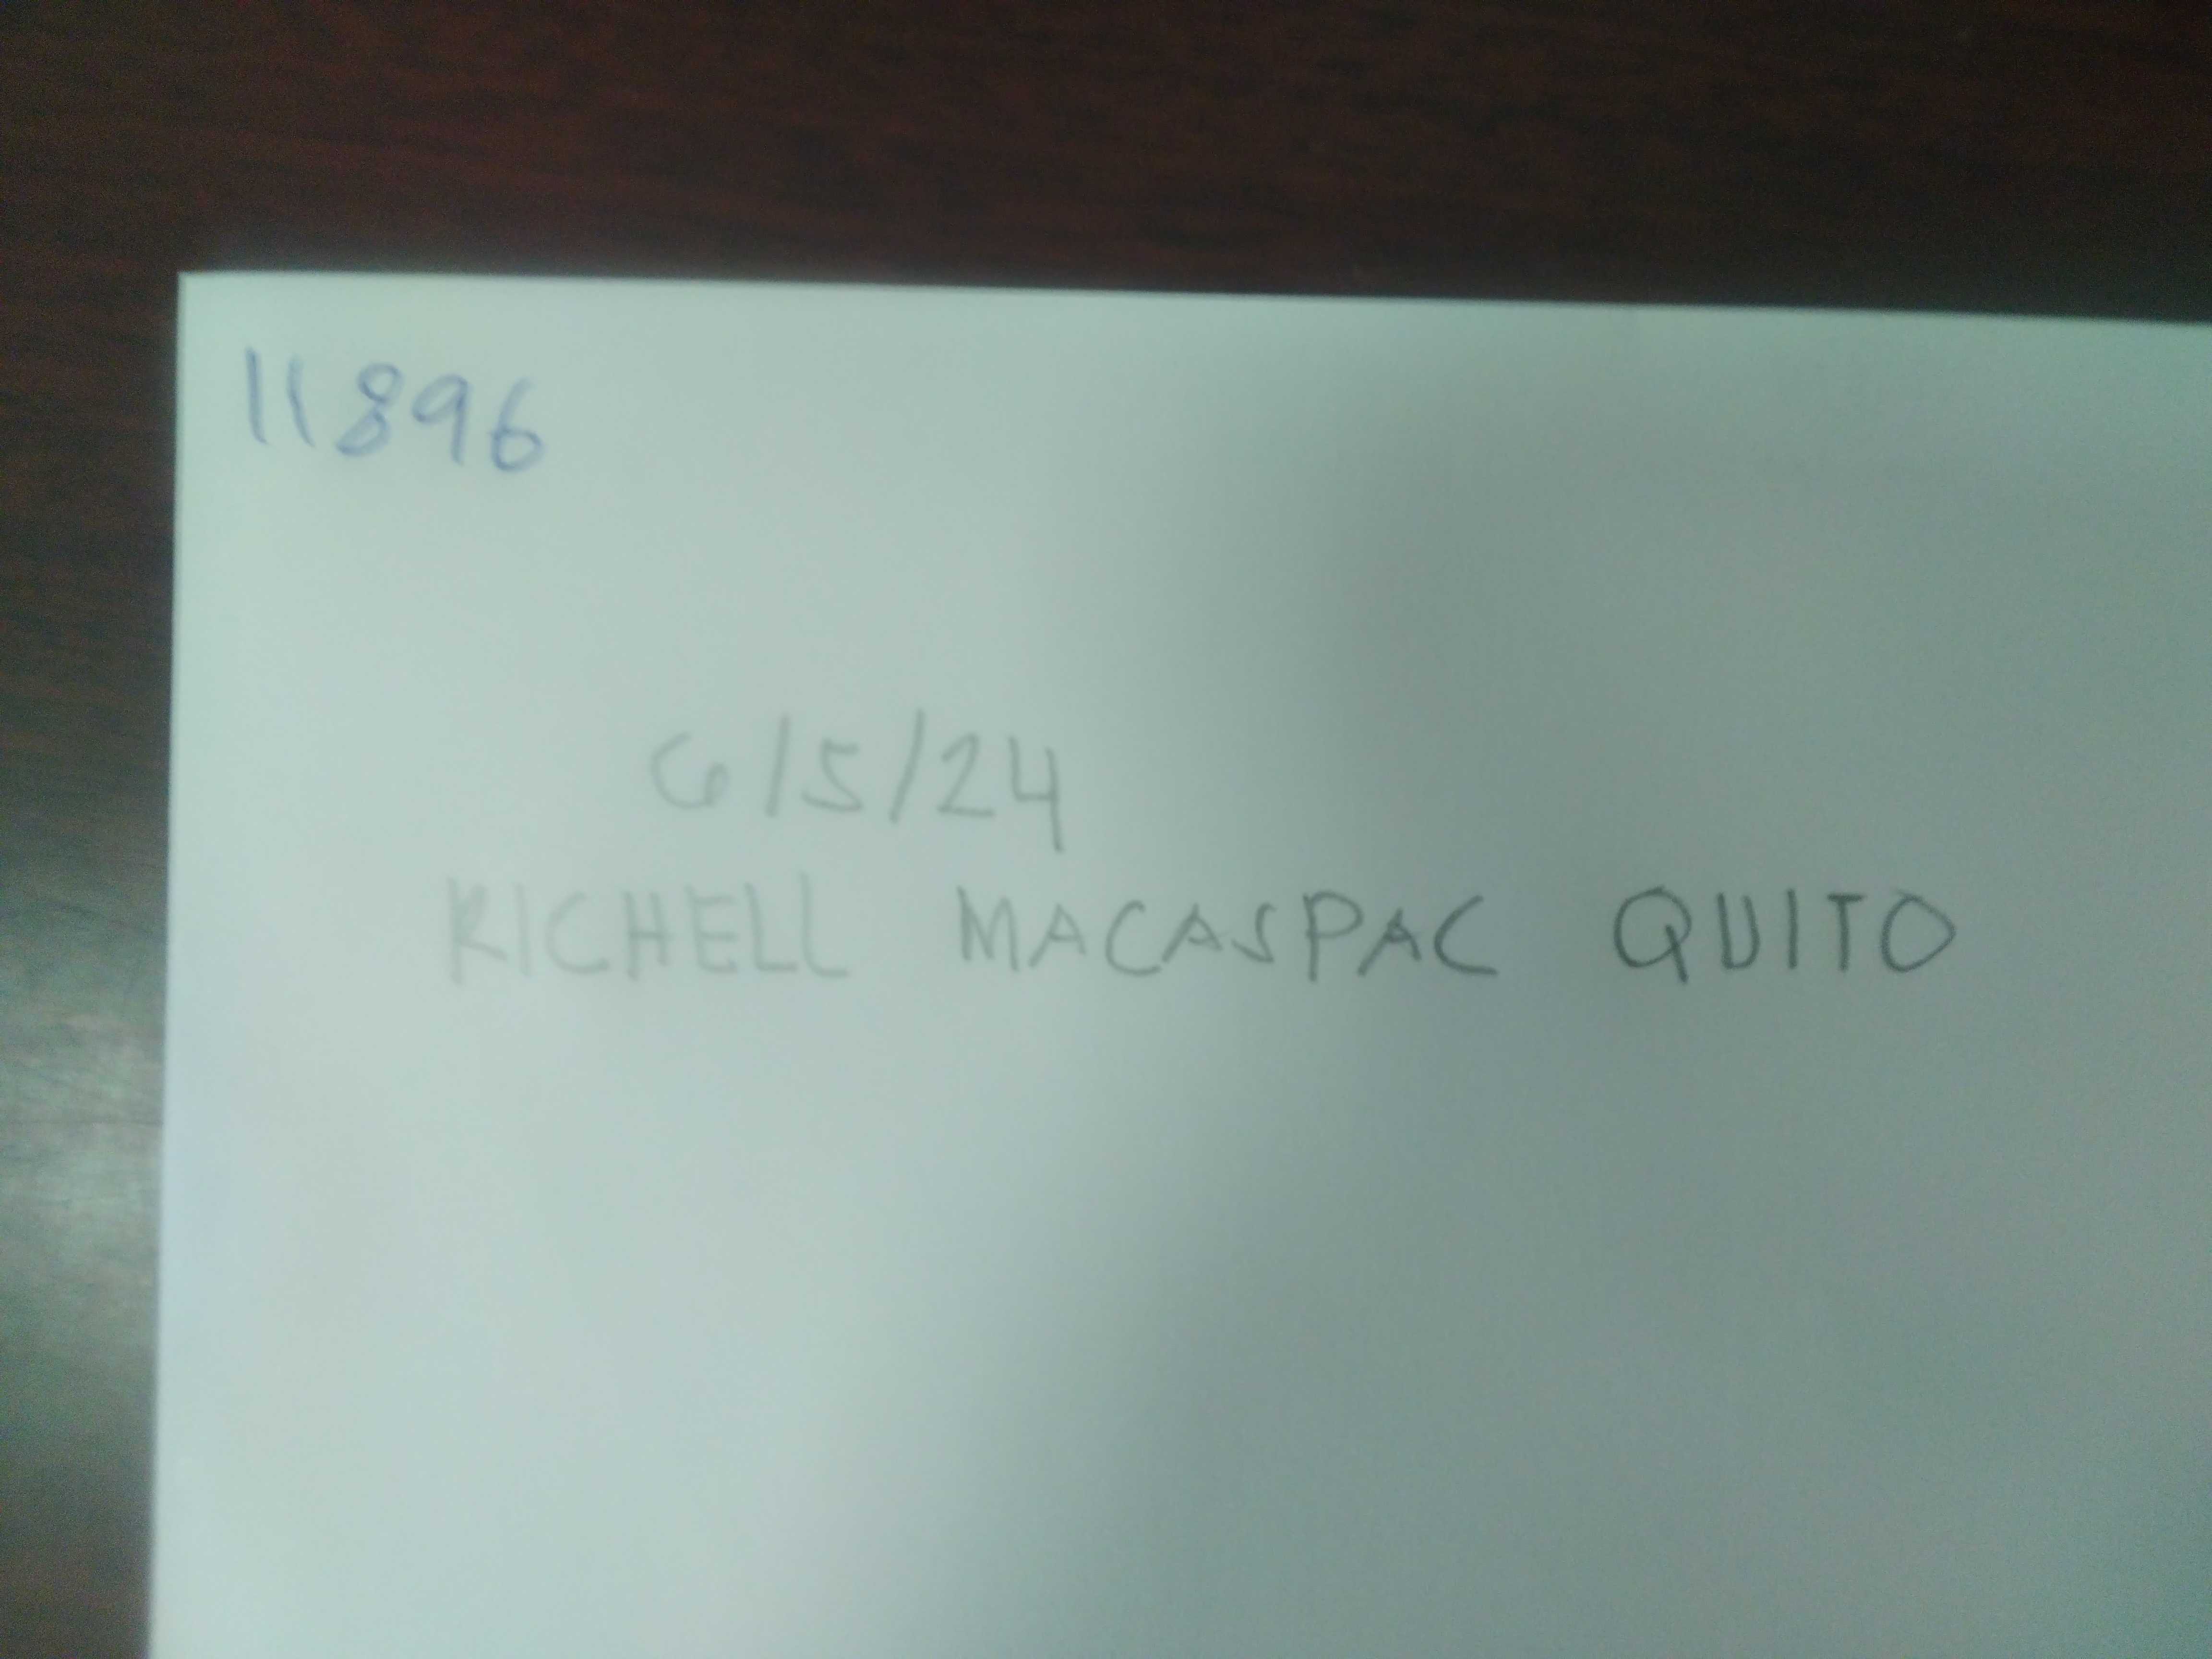 11896
6/5/24
RICHELL MACASPAC QUITO